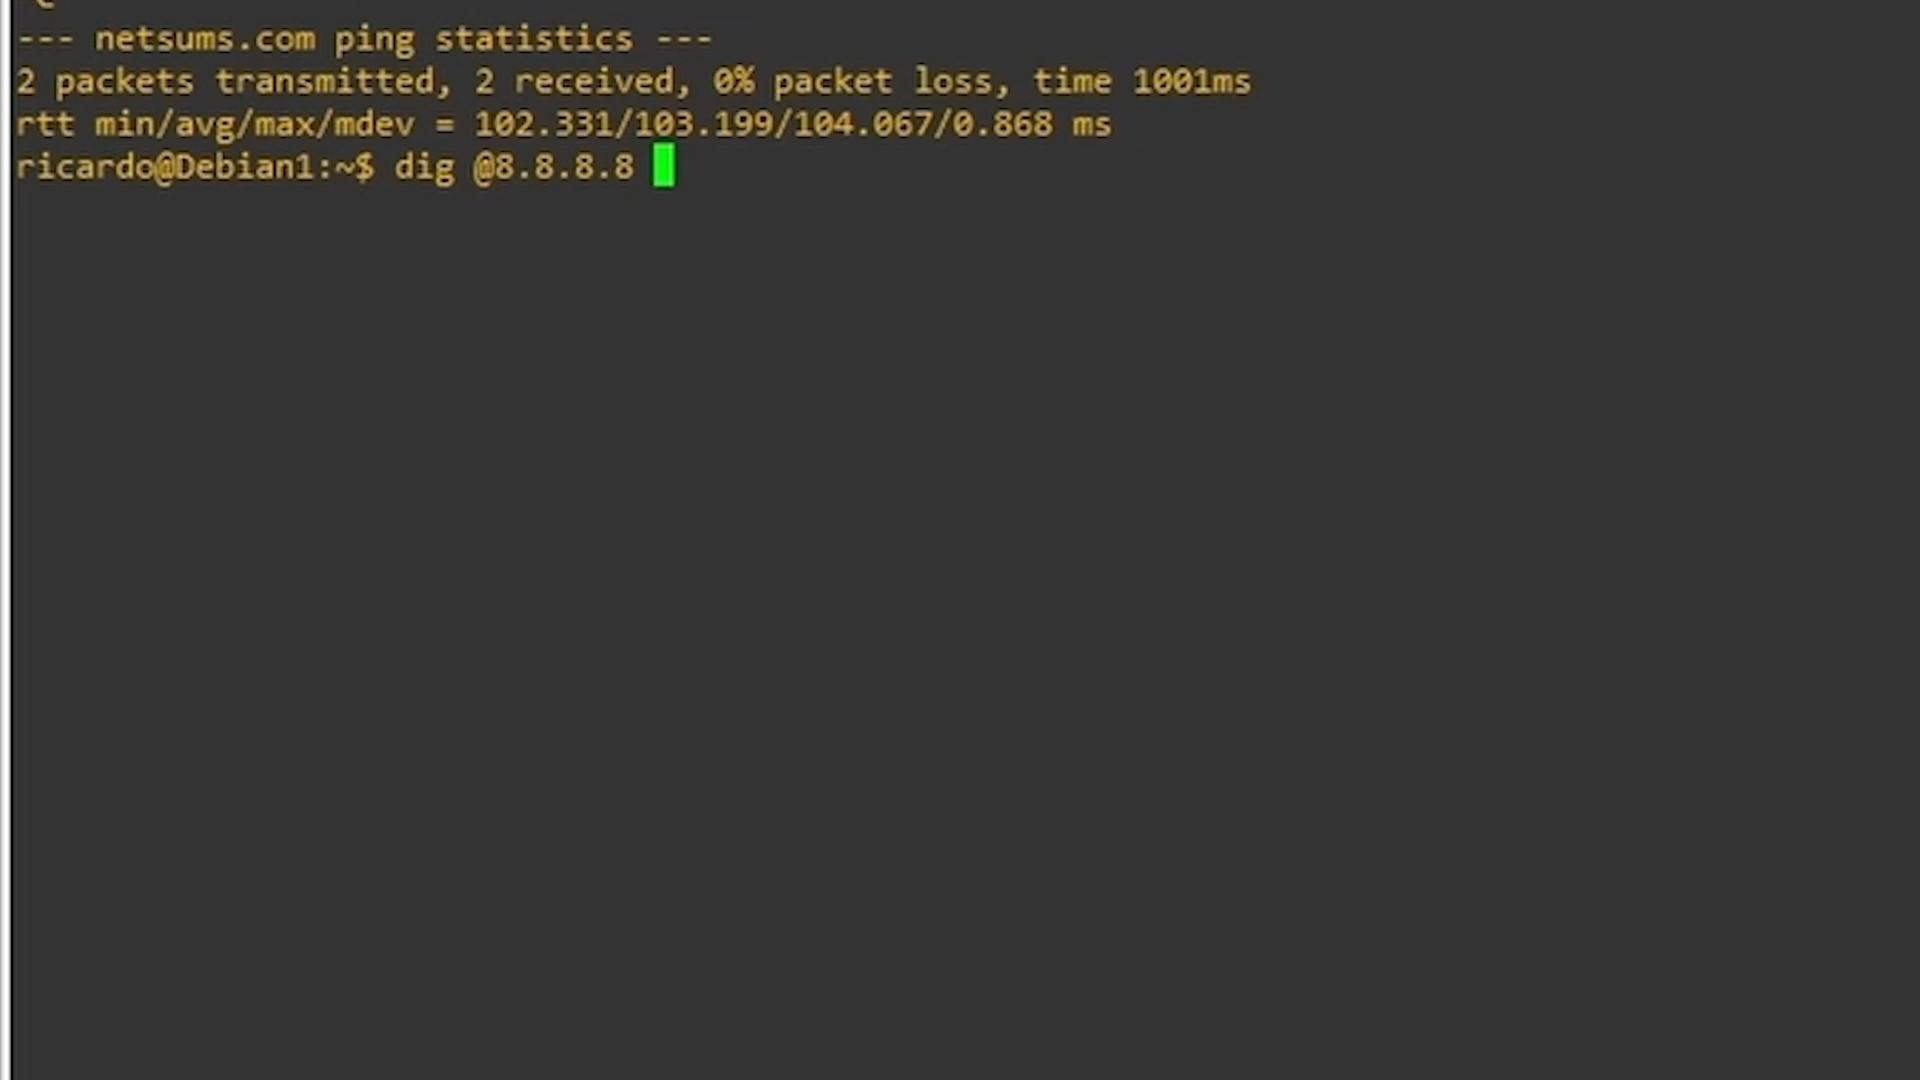 --- netsums.com ping statistics ---
2 packets transmitted, 2 received, 0% packet loss, time 1001ms
rtt min/avg/max/mdev = 102.331/103.199/104.067/0.868 ms
ricardo@Debian1:~$ dig @8.8.8.8